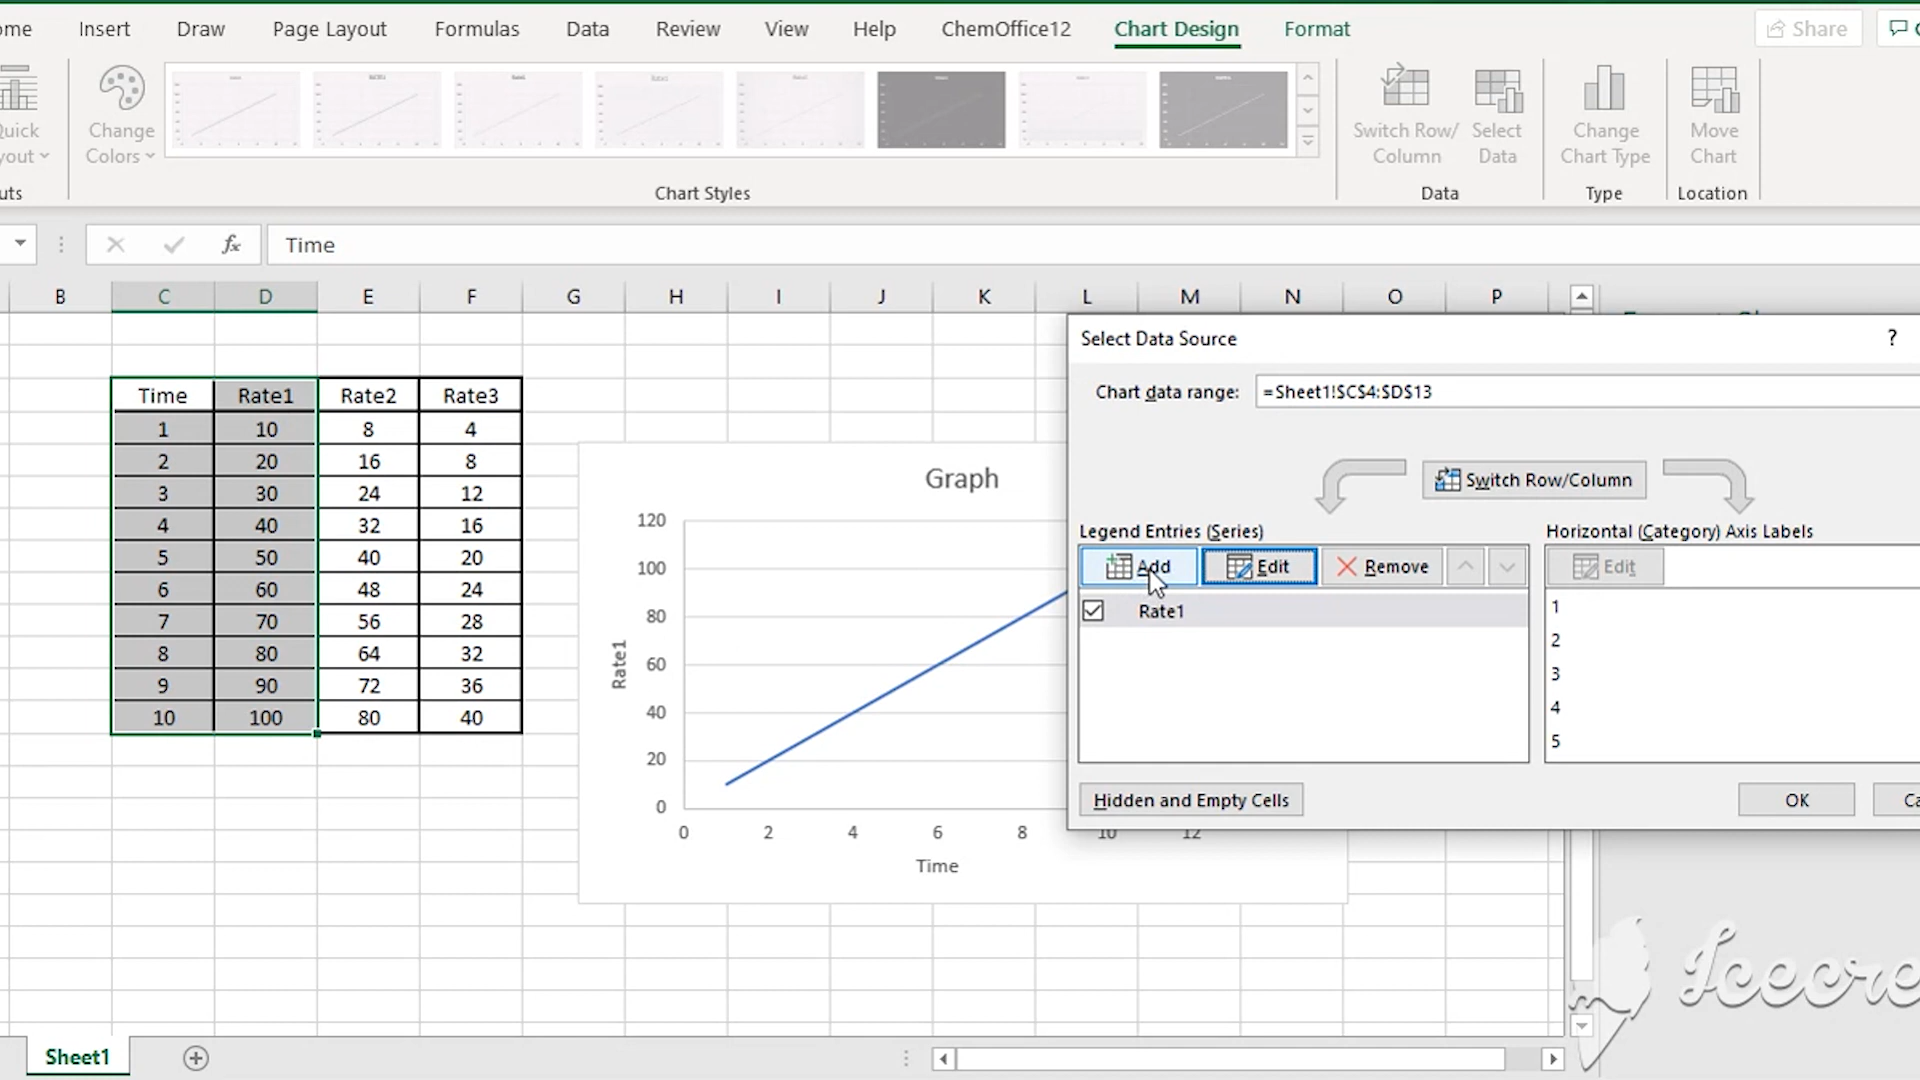 ome Insert Draw Page Layout Formulas Data Review View Help ChemOffice12 Chart Design Format Share
Quick
yout
uts
Change
Colors
Chart Styles
Switch Row/
Column
Select
Data
Data
Change
Chart Type
Type
Move
Chart
Location
fx Time
B C D E F G H I J K L M N O P
Time Rate1 Rate2 Rate3
1 10 8 4
2 20 16 8
3 30 24 12
4 40 32 16
5 50 40 20
6 60 48 24
7 70 56 28
8 80 64 32
9 90 72 36
10 100 80 40
Graph
120
100
80
60
40
20
0
Rate1
0 2 4 6 8 10 12
Time
Select Data Source ?
Chart data range: =Sheet1!$C$4:$D$13
Switch Row/Column
Legend Entries (Series)
Add Edit Remove
Rate1
Horizontal (Category) Axis Labels
Edit
1
2
3
4
5
Hidden and Empty Cells
OK Ca
Icecre
Sheet1